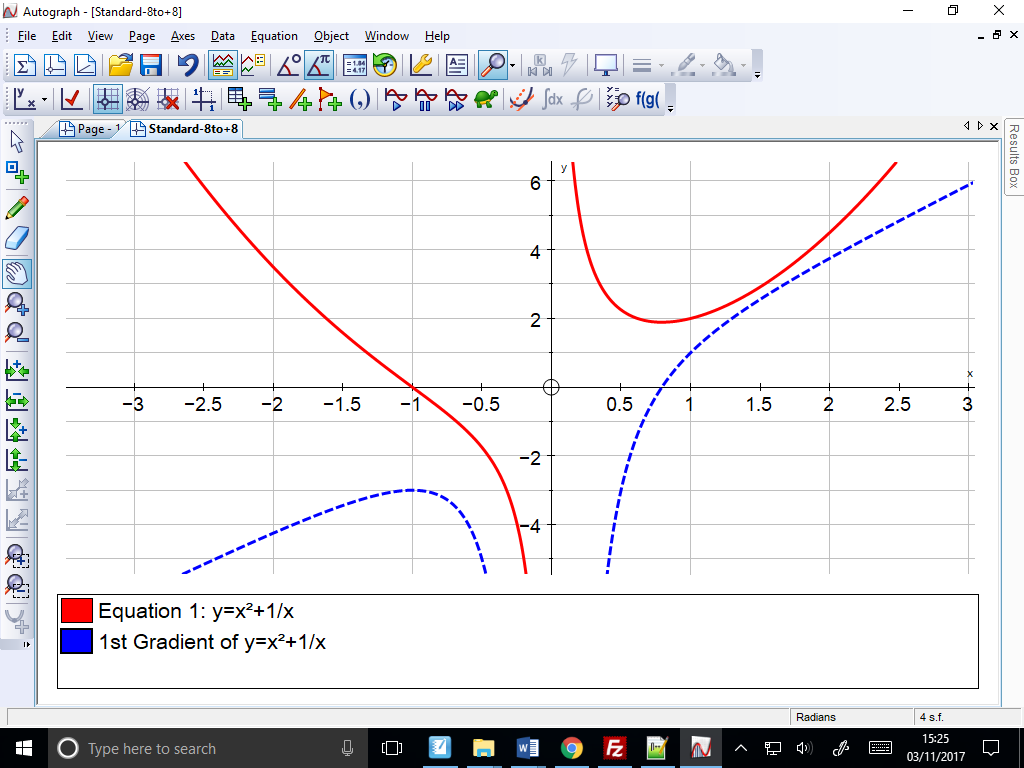 Autograph - [Standard-8to+8]
File Edit View Page Axes Data Equation Object Window Help
f(g(
Page - 1 Standard-8to+8
Results Box
y
6
4
2
x
−3 −2.5 −2 −1.5 −1 −0.5 0.5 1 1.5 2 2.5 3
−2
−4
Equation 1: y=x²+1/x
1st Gradient of y=x²+1/x
Radians 4 s.f.
Type here to search
15:25
03/11/2017